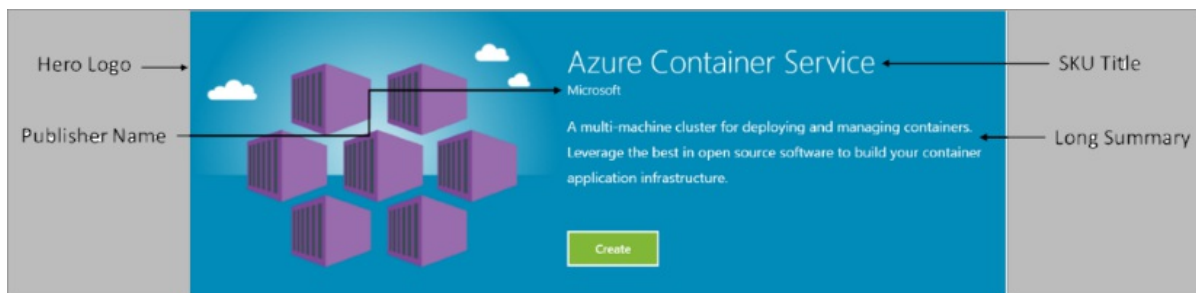 Hero Logo
Publisher Name
Azure Container Service
Microsoft
A multi-machine cluster for deploying and managing containers.
Leverage the best in open source software to build your container
application infrastructure.
Create
SKU Title
Long Summary